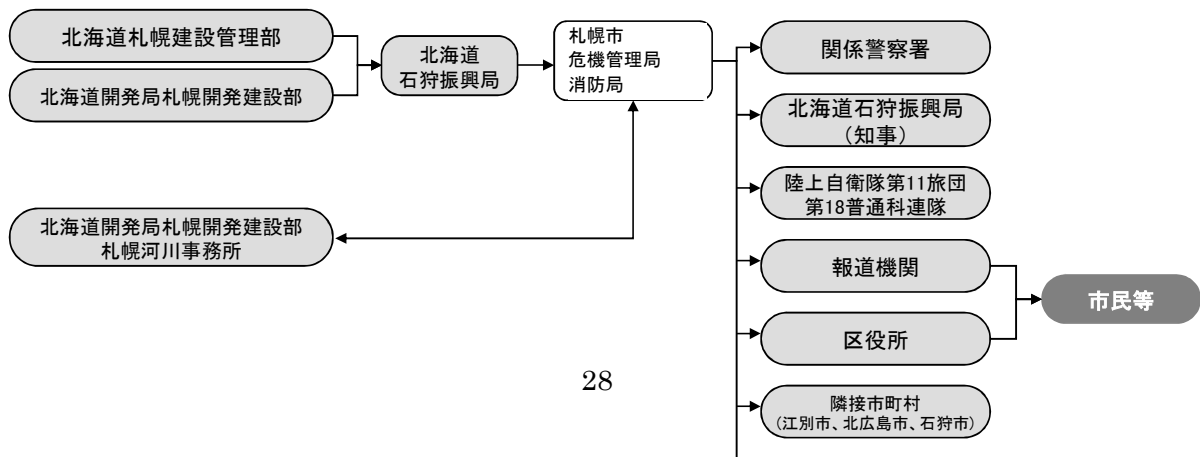 北海道札幌建設管理部
北海道開発局札幌開発建設部
北海道
石狩振興局
札幌市
危機管理局
消防局
北海道開発局札幌開発建設部
札幌河川事務所
関係警察署
北海道石狩振興局
（知事）
陸上自衛隊第11旅団
第18普通科連隊
報道機関
区役所
隣接市町村
（江別市、北広島市、石狩市）
市民等
28